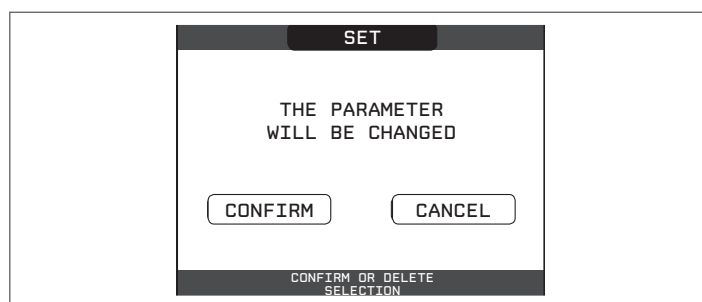 SET
THE PARAMETER
WILL BE CHANGED
CONFIRM
CANCEL
CONFIRM OR DELETE
SELECTION